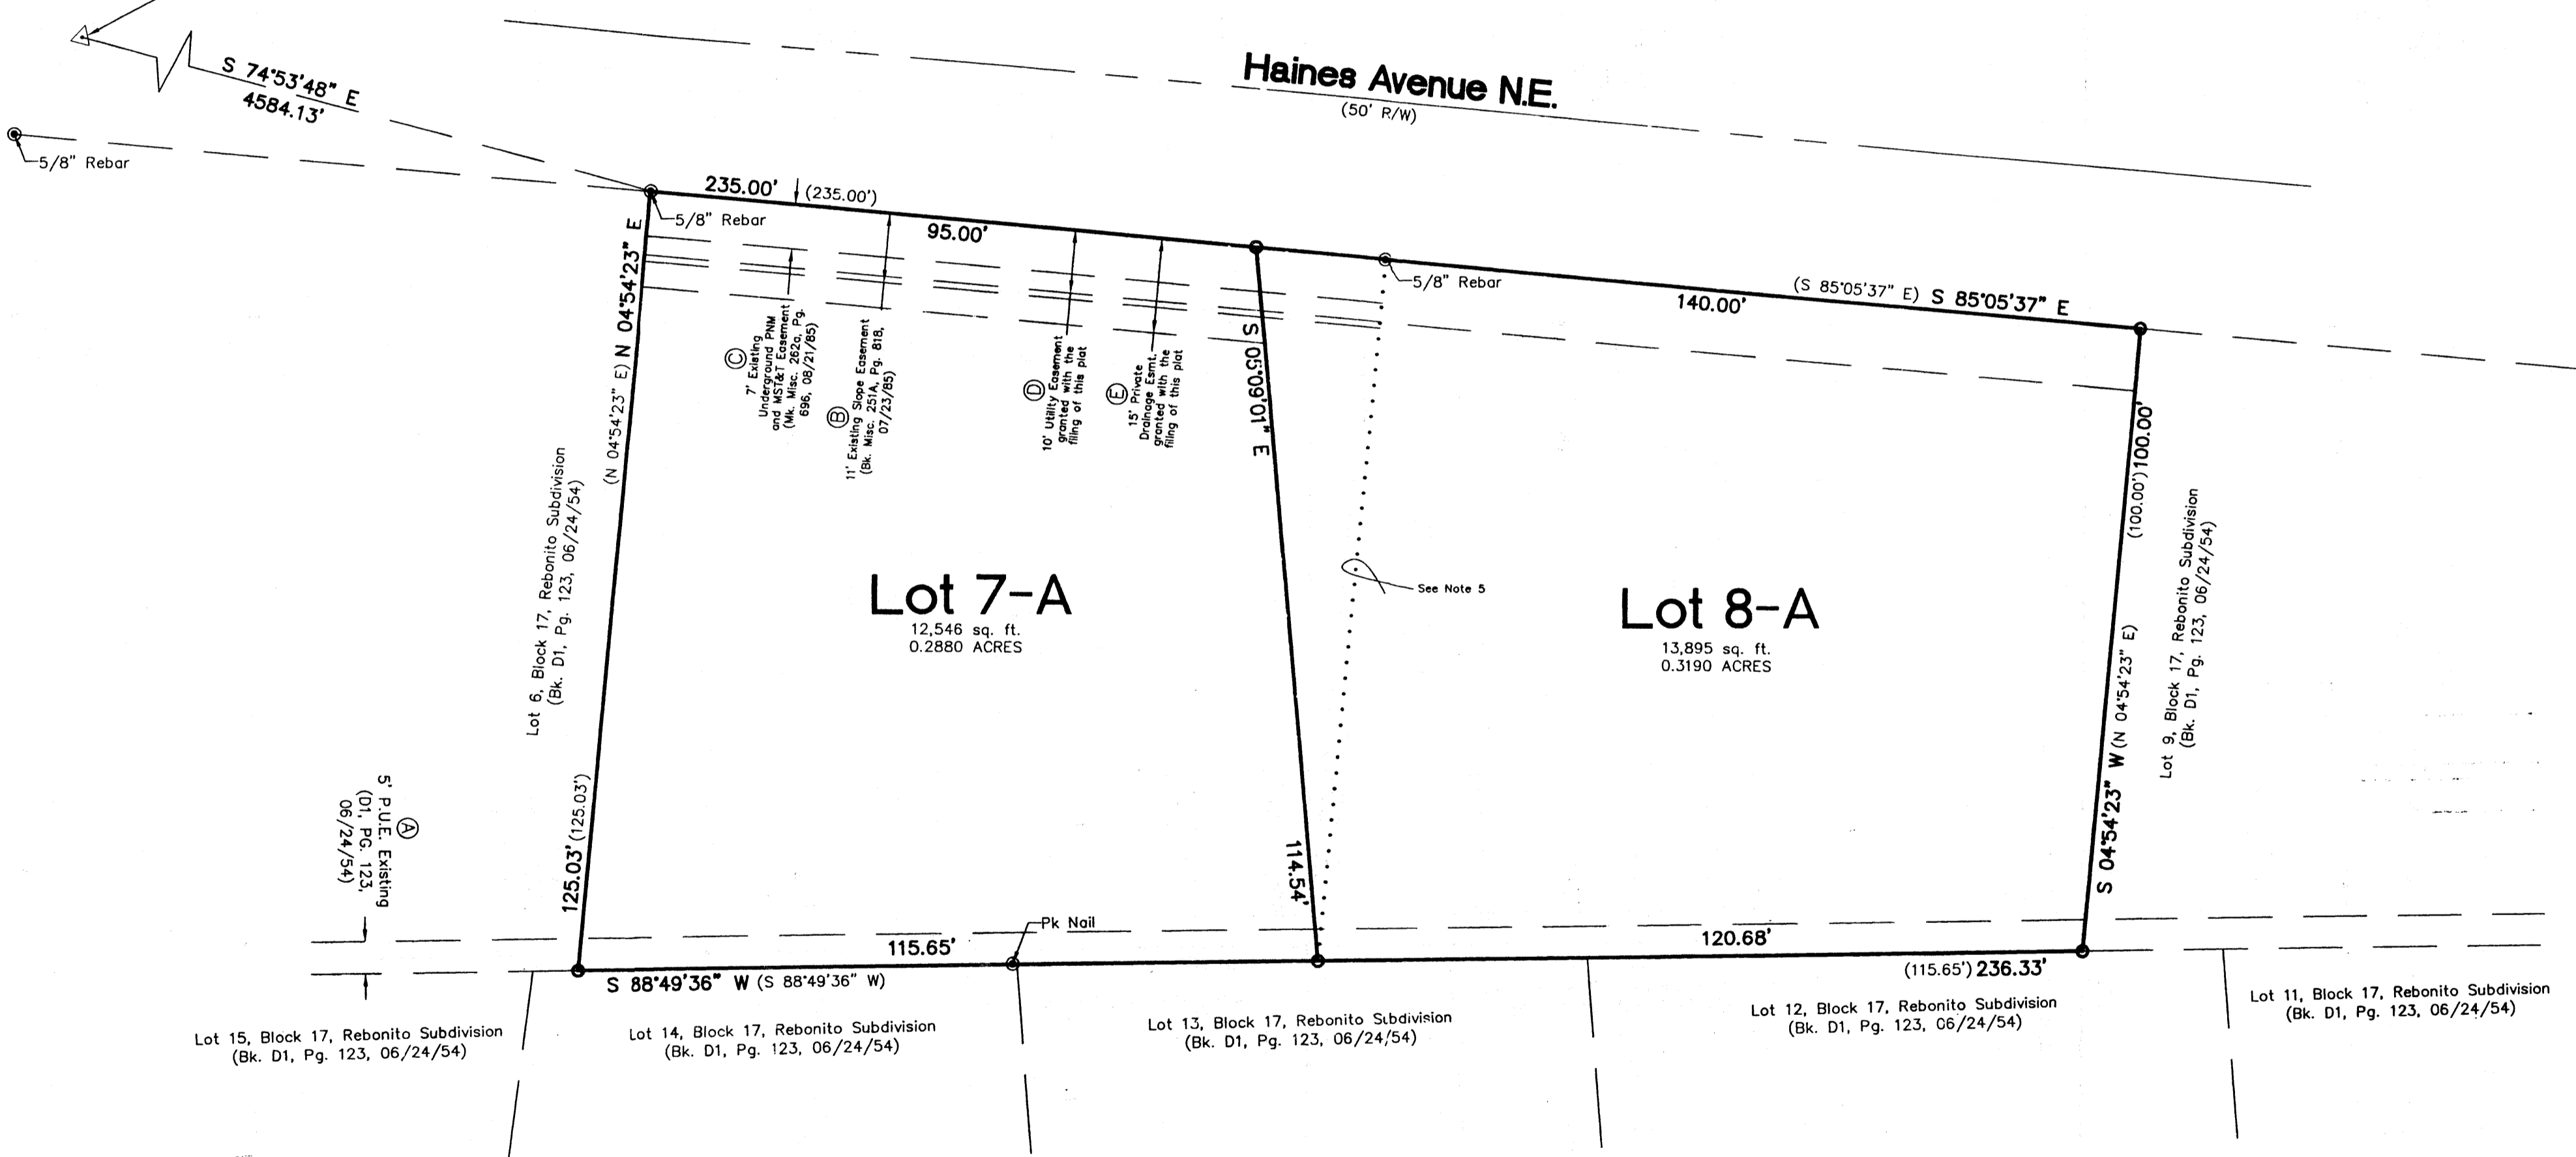 Haines Avenue N.E.
(50' R/W)
S 74°53'48" E
4584.13'
5/8" Rebar
235.00' (235.00')
5/8" Rebar
95.00'
5/8" Rebar
140.00'
(S 85°05'37" E) S 85°05'37" E
(N 04°54'23" E) N 04°54'23" E
125.03' (125.03')
C
7' Existing
Underground PNM
and MST&T Easement
(Mk. Misc. 262a, Pg.
696, 08/21/85)
B
11' Existing Slope Easement
(Bk. Misc. 251A, Pg. 818,
07/23/85)
D
10' Utility Easement
granted with the
filing of this plat
E
15' Private
Drainage Esmt.
granted with the
filing of this plat
S 05°09'01" E
114.54'
(100.00') 100.00'
S 04°54'23" W (N 04°54'23" E)
Lot 6, Block 17, Rebonito Subdivision
(Bk. D1, Pg. 123, 06/24/54)
Lot 9, Block 17, Rebonito Subdivision
(Bk. D1, Pg. 123, 06/24/54)
Lot 7-A
12,546 sq. ft.
0.2880 ACRES
See Note 5
Lot 8-A
13,895 sq. ft.
0.3190 ACRES
A
5' P.U.E. Existing
(D1, PG. 123,
06/24/54)
Pk Nail
115.65'
120.68'
S 88°49'36" W (S 88°49'36" W)
(115.65') 236.33'
Lot 15, Block 17, Rebonito Subdivision
(Bk. D1, Pg. 123, 06/24/54)
Lot 14, Block 17, Rebonito Subdivision
(Bk. D1, Pg. 123, 06/24/54)
Lot 13, Block 17, Rebonito Subdivision
(Bk. D1, Pg. 123, 06/24/54)
Lot 12, Block 17, Rebonito Subdivision
(Bk. D1, Pg. 123, 06/24/54)
Lot 11, Block 17, Rebonito Subdivision
(Bk. D1, Pg. 123, 06/24/54)